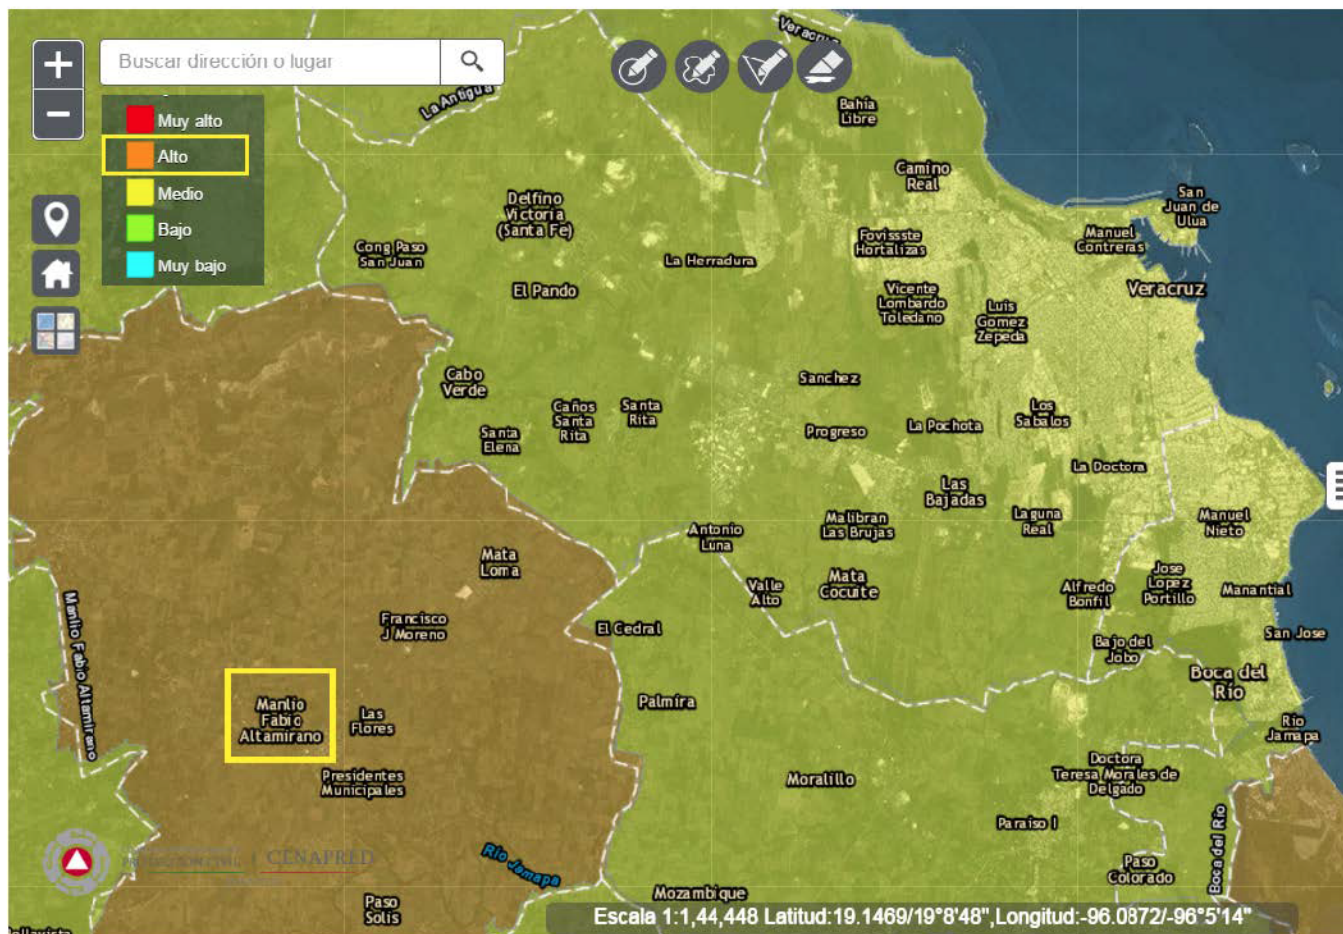 Buscar dirección o lugar
Muy alto
Alto
Medio
Bajo
Muy bajo
La Antigua
Veracruz
Bahía
Libre
Camino
Real
San
Juan de
Ulua
Delfino
Victoria
(Santa Fe)
Cong Paso
San Juan
La Herradura
Fovissste
Hortalizas
Manuel
Contreras
El Pando
Vicente
Lombardo
Toledano
Luis
Gomez
Zepeda
Veracruz
Cabo
Verde
Sanchez
Caños
Santa
Rita
Santa
Rita
Santa
Elena
Progreso
La Pochota
Los
Sabalos
La Doctora
Las
Bajadas
Antonio
Luna
Malibran
Las Brujas
Laguna
Real
Manuel
Nieto
Mata
Loma
Valle
Alto
Mata
Cocuite
Alfredo
Bonfil
Jose
Lopez
Portillo
Manantial
Manlio Fabio Altamirano
Francisco
J Moreno
El Cedral
Bajo del
Jobo
San Jose
Boca del
Río
Manlio
Fabio
Altamirano
Las
Flores
Palmira
Rio
Jamapa
Presidentes
Municipales
Moralillo
Doctora
Teresa Morales de
Delgado
Paraiso I
Boca del Río
PROTECCIÓN CIVIL | CENAPRED
Río Jamapa
Paso
Colorado
Paso
Solis
Mozambique
Escala 1:1,44,448 Latitud:19.1469/19°8'48",Longitud:-96.0872/-96°5'14"